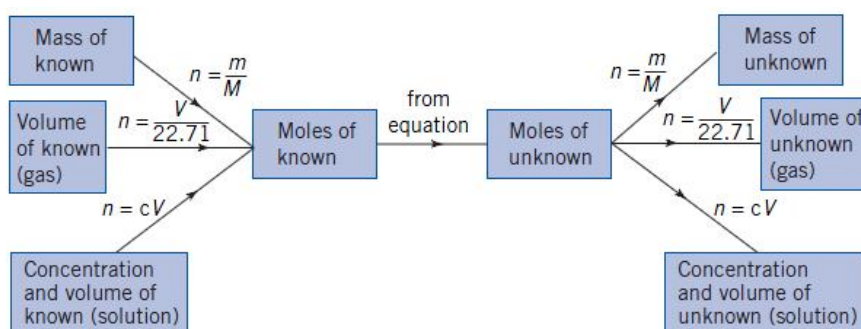 Mass of
known
n = m/M
Volume
of known
(gas)
n = V/22.71
n = cV
Concentration
and volume of
known (solution)
Moles of
known
from
equation
Moles of
unknown
n = m/M
Mass of
unknown
n = V/22.71
Volume of
unknown
(gas)
n = cV
Concentration
and volume of
unknown (solution)